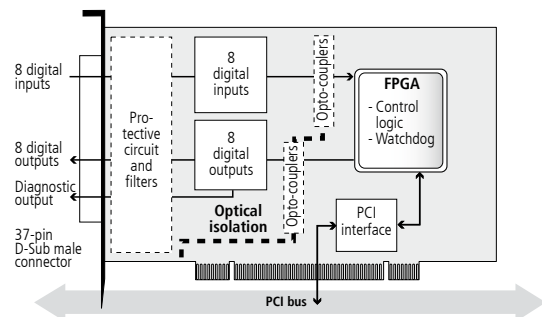 8 digital
inputs
8 digital
outputs
Diagnostic
output
37-pin
D-Sub male
connector
Pro-
tective
circuit
and
filters
8
digital
inputs
8
digital
outputs
Optical
isolation
Opto-couplers
Opto-couplers
FPGA
- Control
logic
- Watchdog
PCI
interface
PCI bus